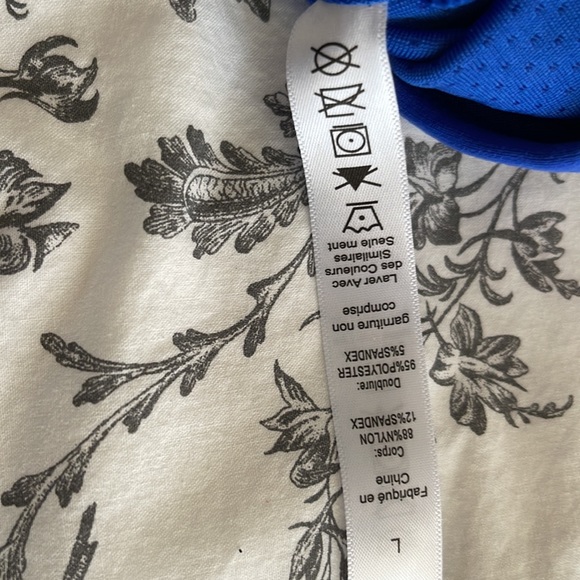 L
Fabriqué en
Chine
Corps:
88%NYLON
12%SPANDEX
Doublure:
95%POLYESTER
5%SPANDEX
garniture non
comprise
Laver Avec
des Couleurs
Similaires
Seule ment